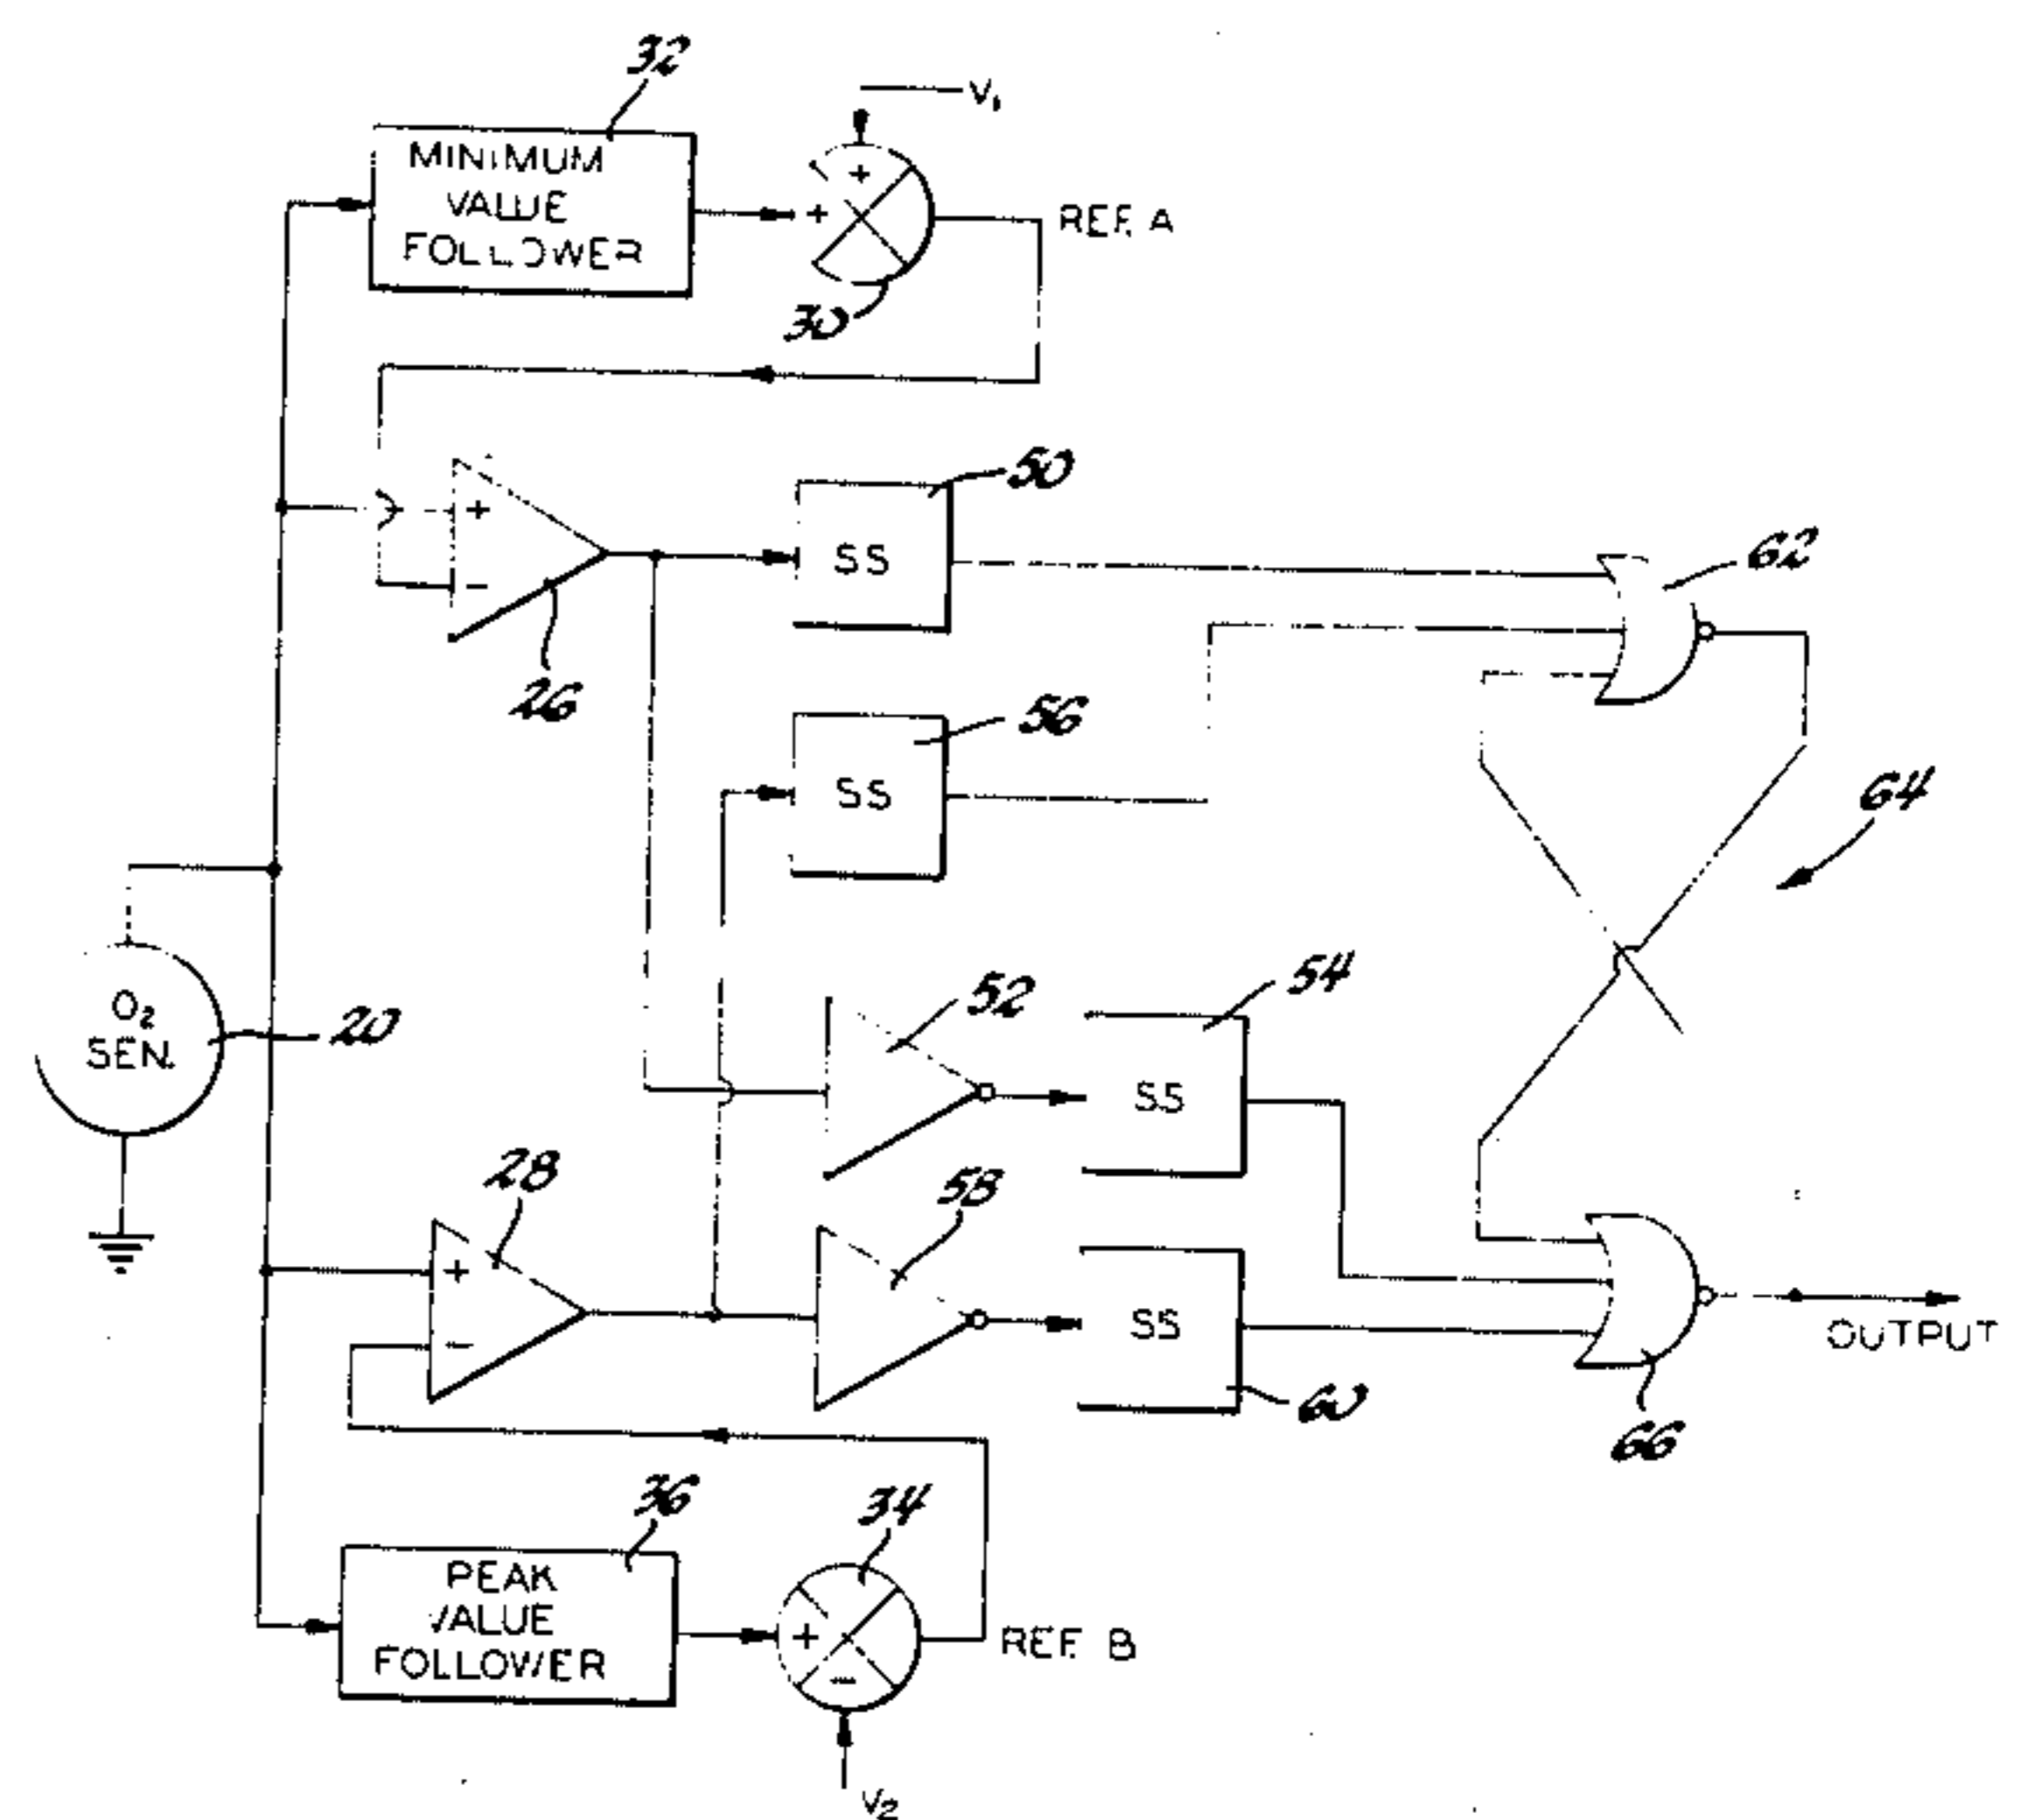 32
V1
MINIMUM
VALUE
FOLLOWER
+
+
REF. A
30
50
+
-
SS
62
26
56
SS
64
O2
SEN.
20
52
54
SS
28
58
+
-
SS
OUTPUT
60
66
36
34
PEAK
VALUE
FOLLOWER
+
-
REF. B
V2